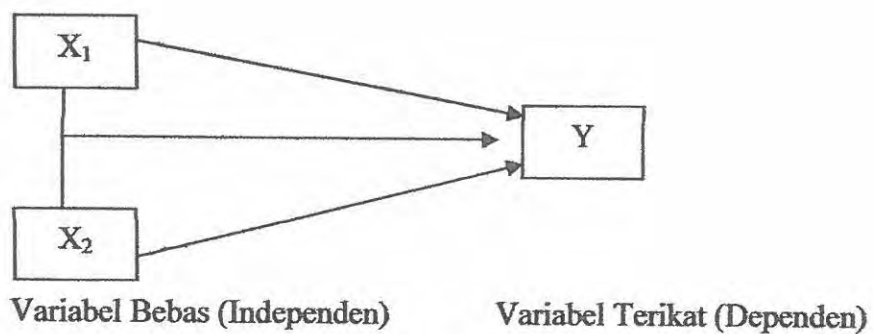 X₁
Y
X₂
Variabel Bebas (Independen) Variabel Terikat (Dependen)